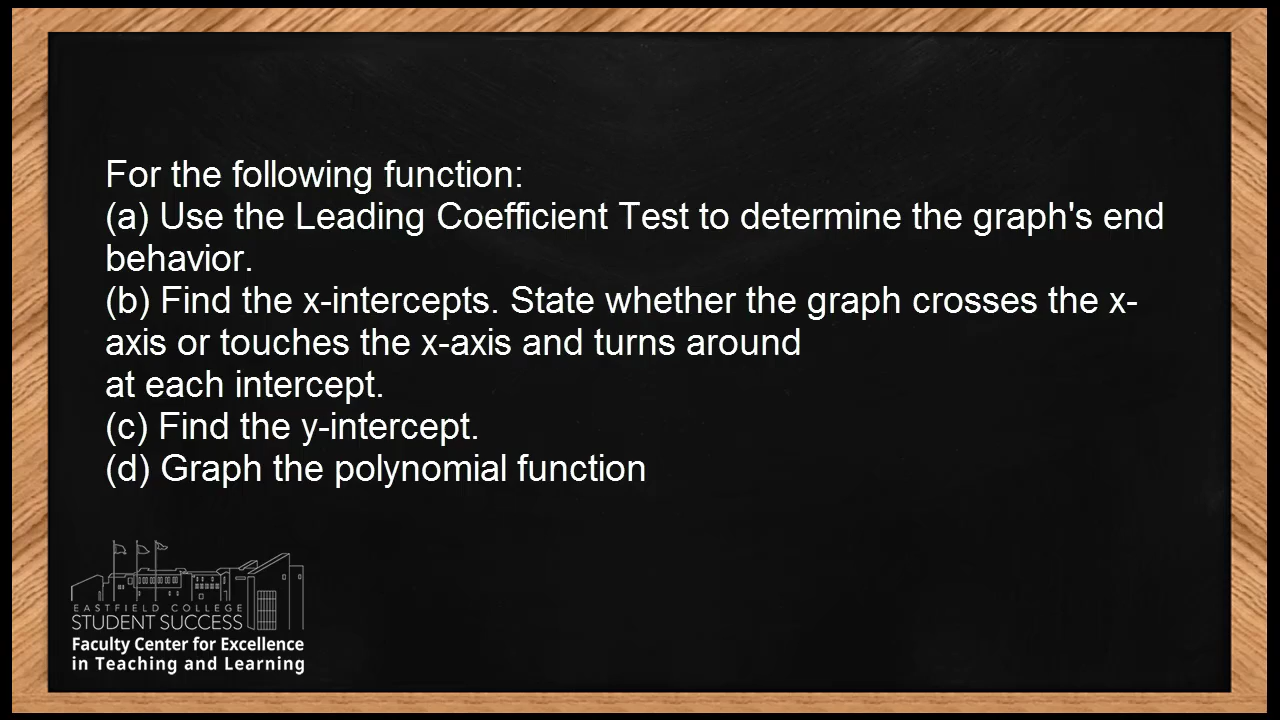 For the following function:
(a) Use the Leading Coefficient Test to determine the graph's end
behavior.
(b) Find the x-intercepts. State whether the graph crosses the x-
axis or touches the x-axis and turns around
at each intercept.
(c) Find the y-intercept.
(d) Graph the polynomial function
EASTFIELD COLLEGE
STUDENT SUCCESS
Faculty Center for Excellence
in Teaching and Learning